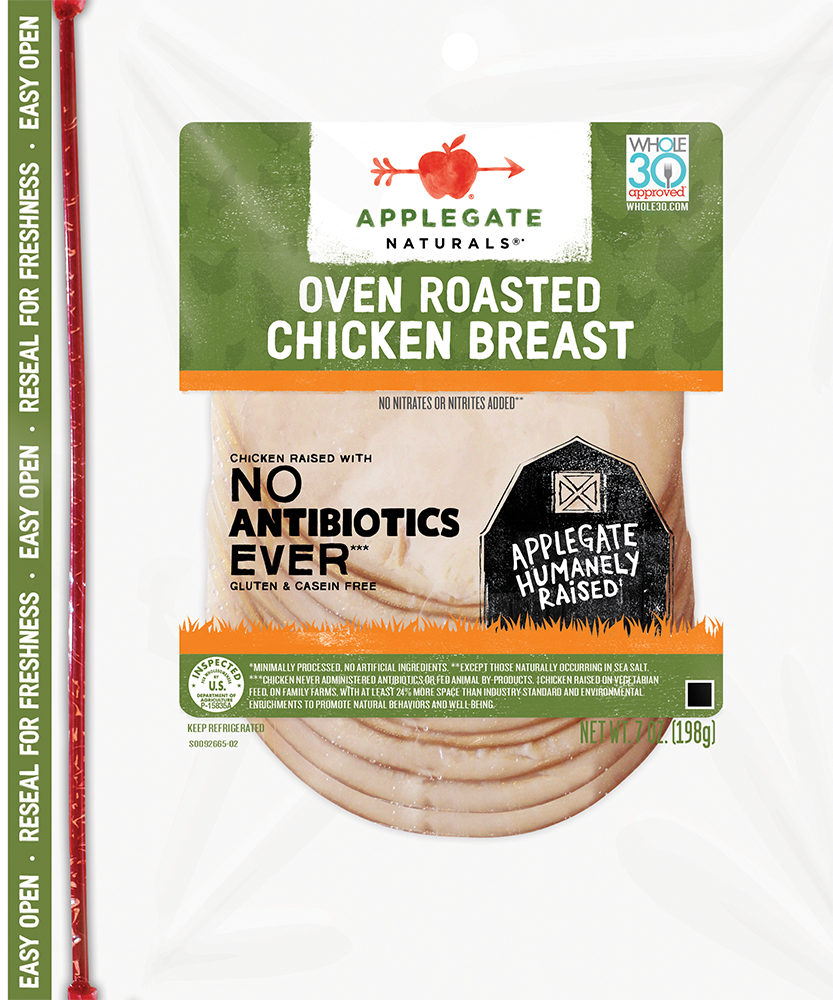 EASY OPEN • RESEAL FOR FRESHNESS • EASY OPEN • RESEAL FOR FRESHNESS • EASY OPEN
APPLEGATE
NATURALS®*
WHOLE
30
approved®
WHOLE30.COM
OVEN ROASTED
CHICKEN BREAST
NO NITRATES OR NITRITES ADDED**
CHICKEN RAISED WITH
NO
ANTIBIOTICS
EVER***
GLUTEN & CASEIN FREE
APPLEGATE
HUMANELY
RAISED‡
INSPECTED
FOR WHOLESOMENESS
BY
U.S.
DEPARTMENT OF
AGRICULTURE
P-15835A
*MINIMALLY PROCESSED. NO ARTIFICIAL INGREDIENTS. **EXCEPT THOSE NATURALLY OCCURRING IN SEA SALT.
***CHICKEN NEVER ADMINISTERED ANTIBIOTICS OR FED ANIMAL BY-PRODUCTS. ‡CHICKEN RAISED ON VEGETARIAN
FEED, ON FAMILY FARMS, WITH AT LEAST 24% MORE SPACE THAN INDUSTRY-STANDARD AND ENVIRONMENTAL
ENRICHMENTS TO PROMOTE NATURAL BEHAVIORS AND WELL-BEING.
KEEP REFRIGERATED
S0092665-02
NET WT. 7 OZ. (198g)